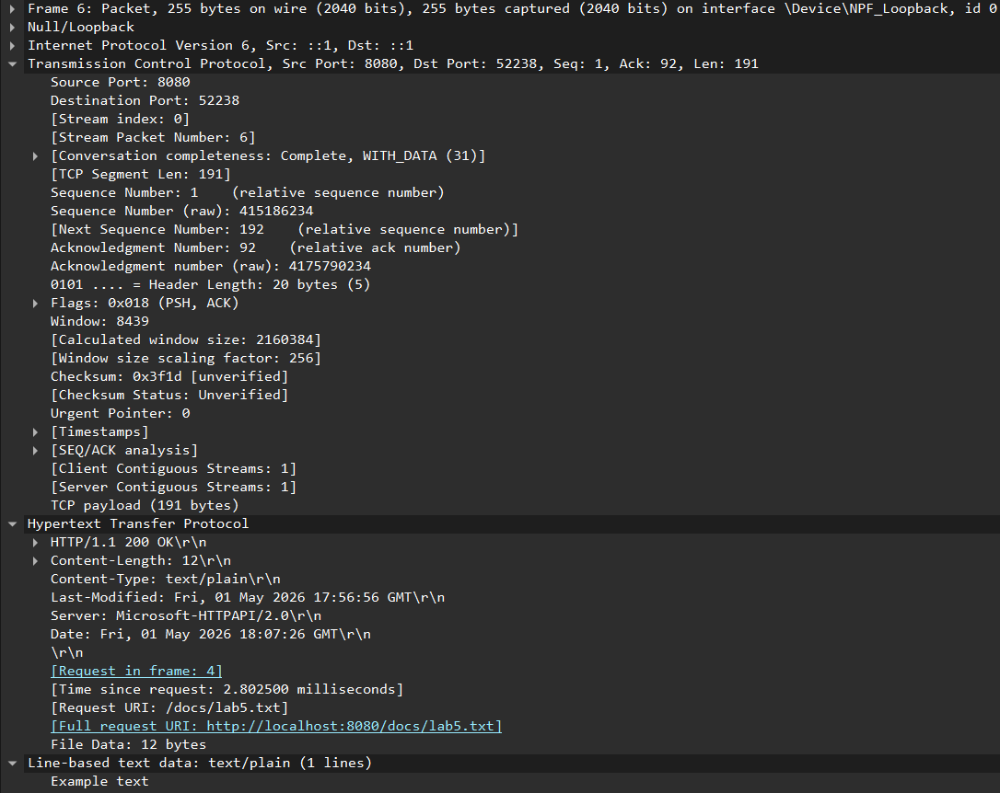 Frame 6: Packet, 255 bytes on wire (2040 bits), 255 bytes captured (2040 bits) on interface \Device\NPF_Loopback, id 0
Null/Loopback
Internet Protocol Version 6, Src: ::1, Dst: ::1
Transmission Control Protocol, Src Port: 8080, Dst Port: 52238, Seq: 1, Ack: 92, Len: 191
Source Port: 8080
Destination Port: 52238
[Stream index: 0]
[Stream Packet Number: 6]
[Conversation completeness: Complete, WITH_DATA (31)]
[TCP Segment Len: 191]
Sequence Number: 1    (relative sequence number)
Sequence Number (raw): 415186234
[Next Sequence Number: 192    (relative sequence number)]
Acknowledgment Number: 92    (relative ack number)
Acknowledgment number (raw): 4175790234
0101 .... = Header Length: 20 bytes (5)
Flags: 0x018 (PSH, ACK)
Window: 8439
[Calculated window size: 2160384]
[Window size scaling factor: 256]
Checksum: 0x3f1d [unverified]
[Checksum Status: Unverified]
Urgent Pointer: 0
[Timestamps]
[SEQ/ACK analysis]
[Client Contiguous Streams: 1]
[Server Contiguous Streams: 1]
TCP payload (191 bytes)
Hypertext Transfer Protocol
HTTP/1.1 200 OK\r\n
Content-Length: 12\r\n
Content-Type: text/plain\r\n
Last-Modified: Fri, 01 May 2026 17:56:56 GMT\r\n
Server: Microsoft-HTTPAPI/2.0\r\n
Date: Fri, 01 May 2026 18:07:26 GMT\r\n
\r\n
[Request in frame: 4]
[Time since request: 2.802500 milliseconds]
[Request URI: /docs/lab5.txt]
[Full request URI: http://localhost:8080/docs/lab5.txt]
File Data: 12 bytes
Line-based text data: text/plain (1 lines)
Example text